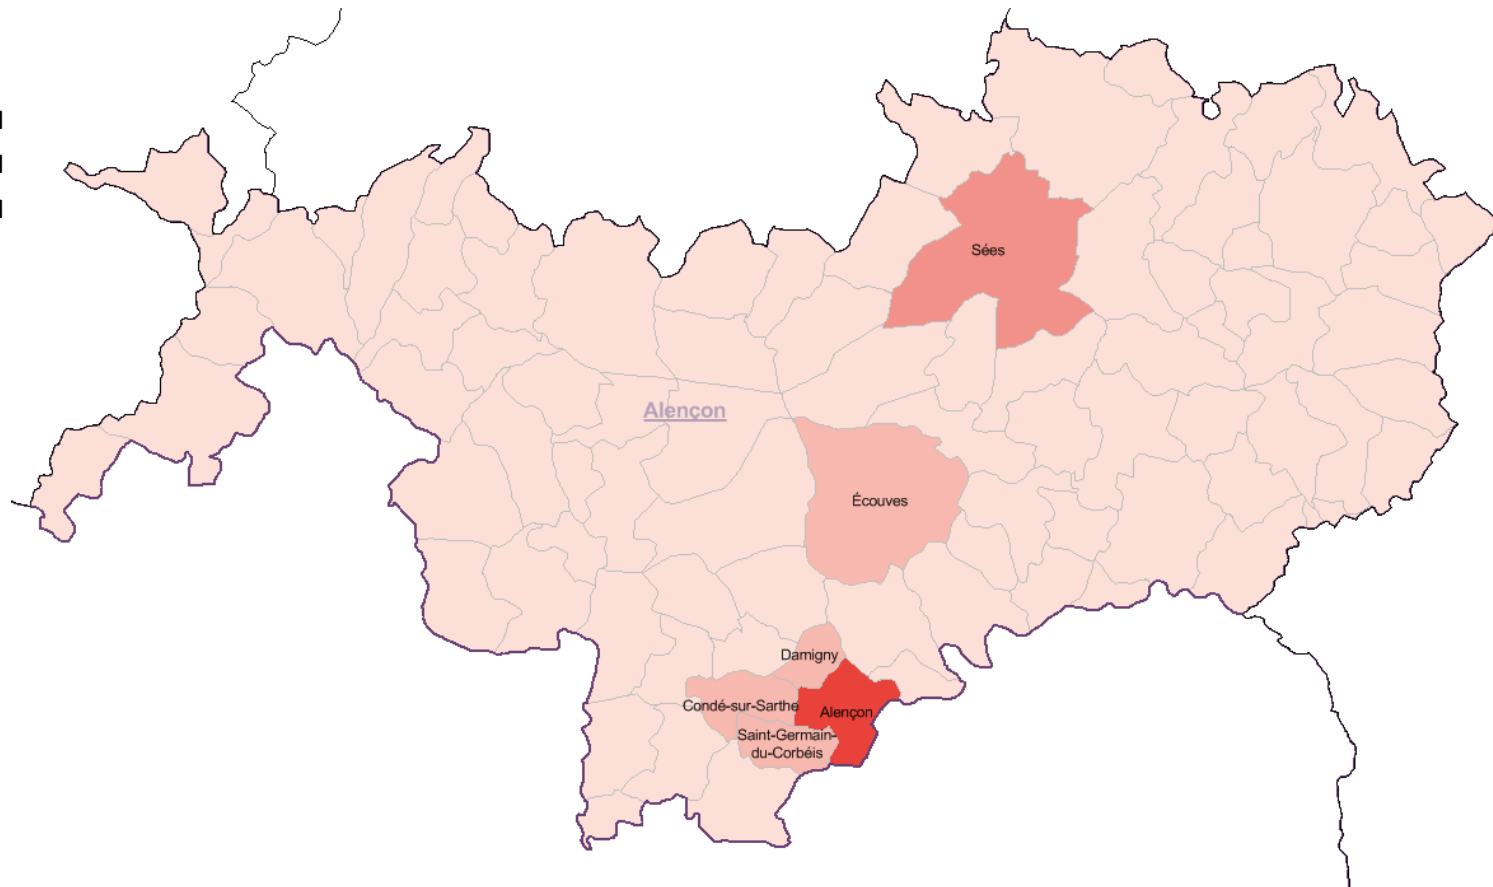 Sées
Alençon
Écouves
Damigny
Condé-sur-Sarthe
Alençon
Saint-Germain-
du-Corbéis